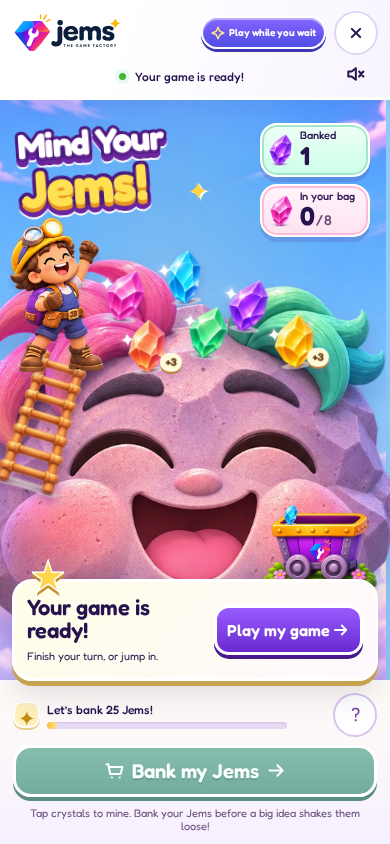 jems
THE GAME FACTORY
Play while you wait
Your game is ready!
Mind Your
Jems!
Banked
1
In your bag
0/8
+3
+3
Your game is
ready!
Finish your turn, or jump in.
Play my game
Let's bank 25 Jems!
?
Bank my Jems
Tap crystals to mine. Bank your Jems before a big idea shakes them
loose!